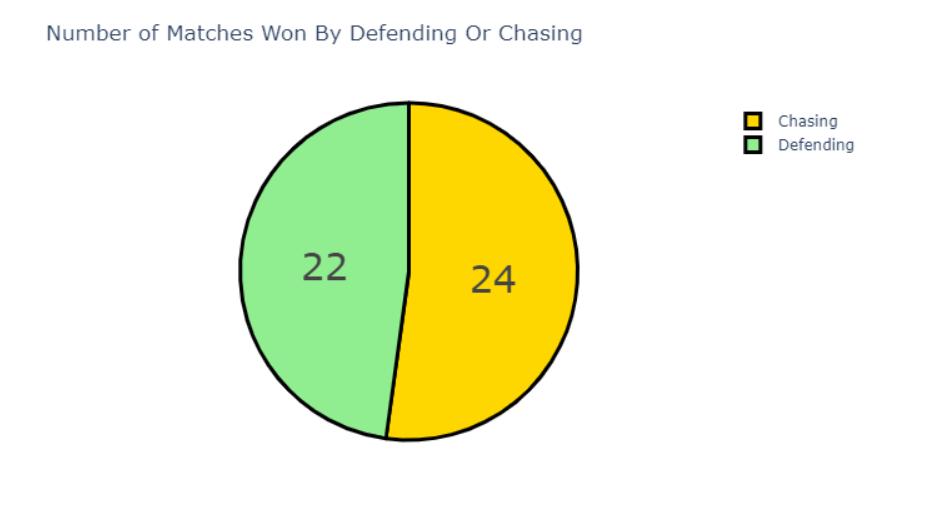 Number of Matches Won By Defending Or Chasing
Chasing
Defending
22
24